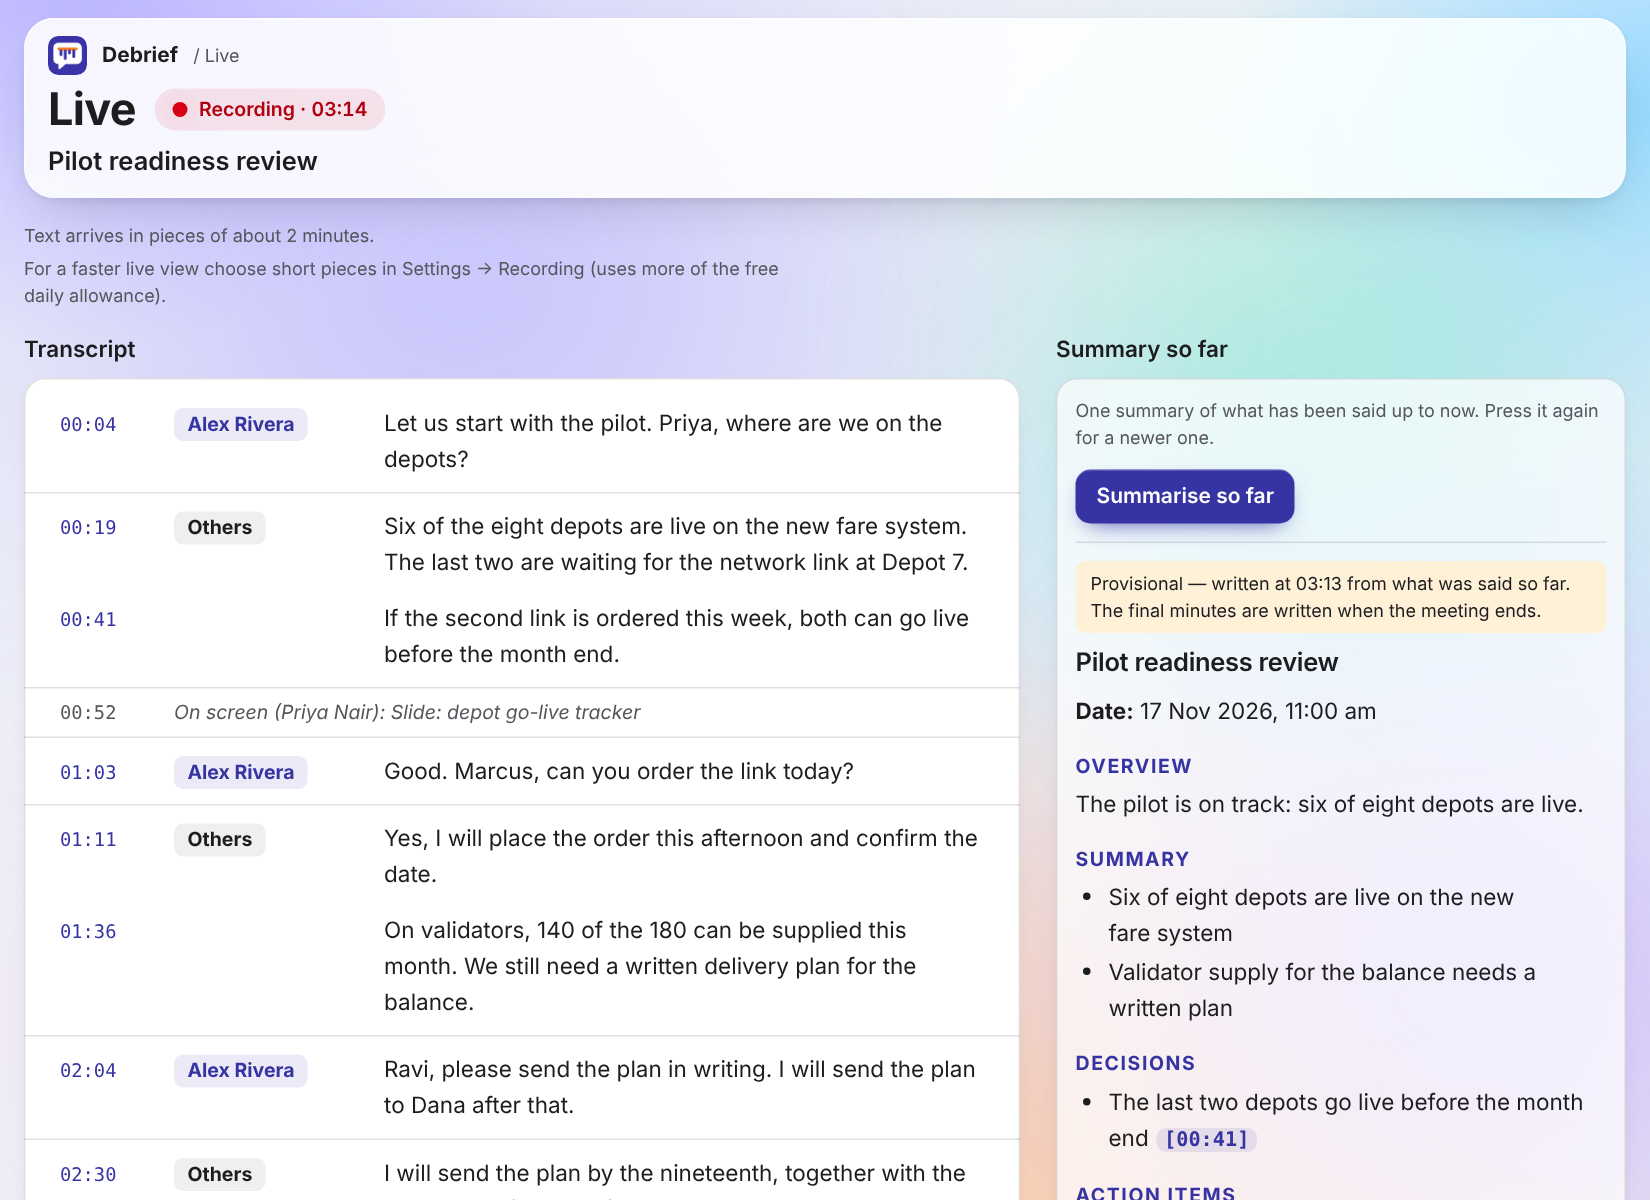 Debrief / Live
Live
Recording · 03:14
Pilot readiness review
Text arrives in pieces of about 2 minutes.
For a faster live view choose short pieces in Settings → Recording (uses more of the free
daily allowance).
Transcript
00:04 Alex Rivera Let us start with the pilot. Priya, where are we on the
depots?
00:19 Others Six of the eight depots are live on the new fare system.
The last two are waiting for the network link at Depot 7.
00:41 If the second link is ordered this week, both can go live
before the month end.
00:52 On screen (Priya Nair): Slide: depot go-live tracker
01:03 Alex Rivera Good. Marcus, can you order the link today?
01:11 Others Yes, I will place the order this afternoon and confirm the
date.
01:36 On validators, 140 of the 180 can be supplied this
month. We still need a written delivery plan for the
balance.
02:04 Alex Rivera Ravi, please send the plan in writing. I will send the plan
to Dana after that.
02:30 Others I will send the plan by the nineteenth, together with the
Summary so far
One summary of what has been said up to now. Press it again
for a newer one.
Summarise so far
Provisional — written at 03:13 from what was said so far.
The final minutes are written when the meeting ends.
Pilot readiness review
Date: 17 Nov 2026, 11:00 am
OVERVIEW
The pilot is on track: six of eight depots are live.
SUMMARY
• Six of eight depots are live on the new
fare system
• Validator supply for the balance needs a
written plan
DECISIONS
• The last two depots go live before the month
end [00:41]
ACTION ITEMS